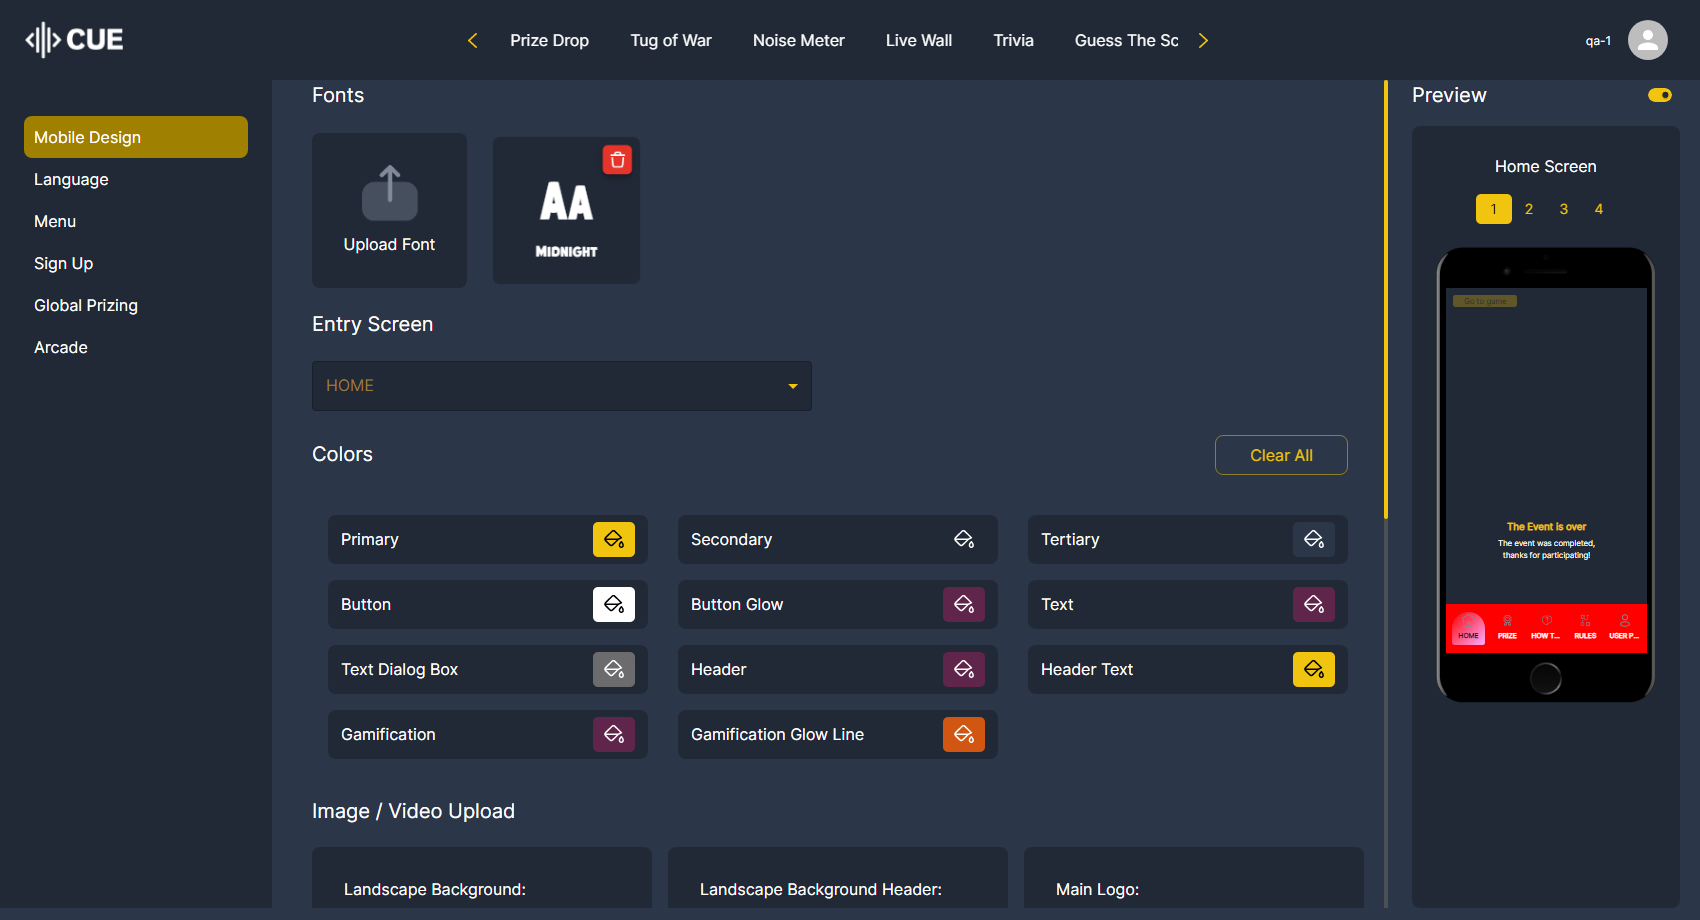 CUE
Prize Drop
Tug of War
Noise Meter
Live Wall
Trivia
Guess The Sc
qa-1
Mobile Design
Language
Menu
Sign Up
Global Prizing
Arcade
Fonts
Upload Font
AA
MIDNIGHT
Entry Screen
HOME
Colors
Clear All
Primary
Secondary
Tertiary
Button
Button Glow
Text
Text Dialog Box
Header
Header Text
Gamification
Gamification Glow Line
Image / Video Upload
Landscape Background:
Landscape Background Header:
Main Logo:
Preview
Home Screen
1 2 3 4
Go to game
The Event is over
The event was completed,
thanks for participating!
HOME PRIZE HOW T... RULES USER P...